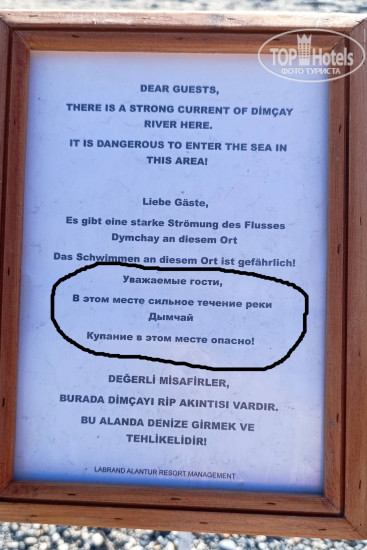 TOPHotels
ФОТО ТУРИСТА
DEAR GUESTS,
THERE IS A STRONG CURRENT OF DİMÇAY
RIVER HERE.
IT IS DANGEROUS TO ENTER THE SEA IN
THIS AREA!
Liebe Gäste,
Es gibt eine starke Strömung des Flusses
Dymchay an diesem Ort
Das Schwimmen an diesem Ort ist gefährlich!
Уважаемые гости,
В этом месте сильное течение реки
Дымчай
Купание в этом месте опасно!
DEĞERLİ MİSAFİRLER,
BURADA DİMÇAYI RİP AKINTISI VARDIR.
BU ALANDA DENİZE GİRMEK VE
TEHLİKELİDİR!
LABRAND ALANTUR RESORT MANAGEMENT